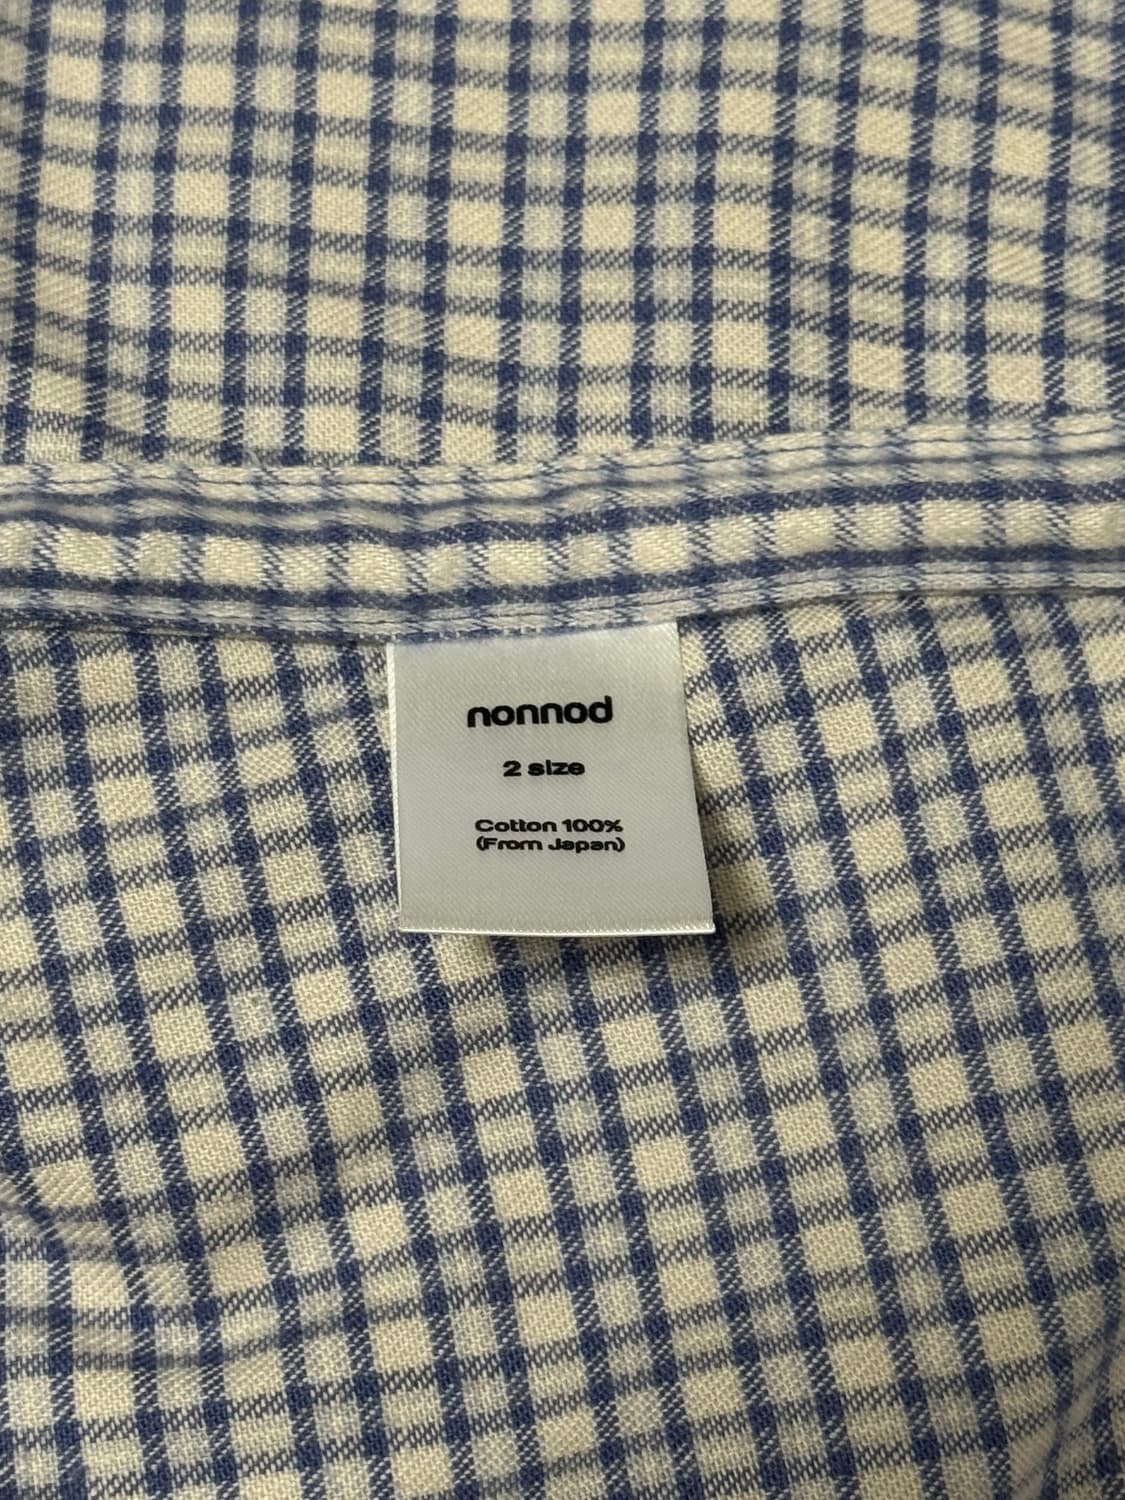 nonnod
2 size
Cotton 100%
(From Japan)